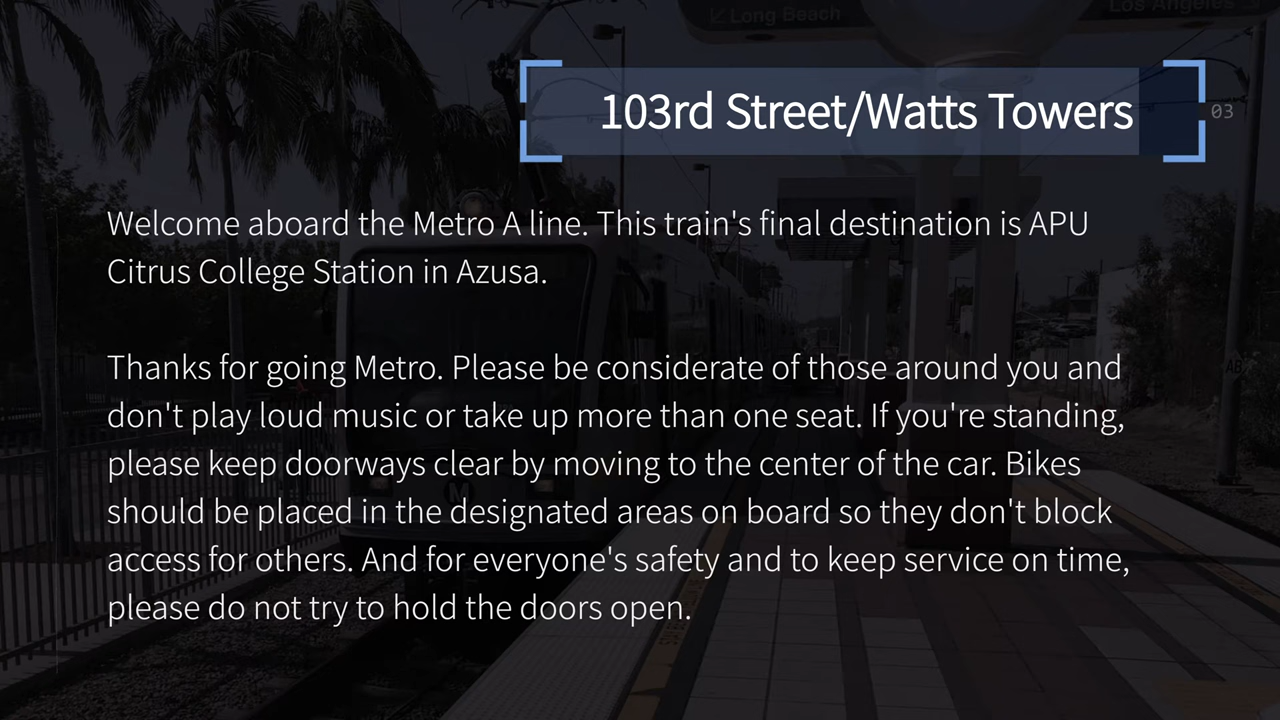 Long Beach
Los Angeles
103rd Street/Watts Towers
03
Welcome aboard the Metro A line. This train's final destination is APU
Citrus College Station in Azusa.
Thanks for going Metro. Please be considerate of those around you and
don't play loud music or take up more than one seat. If you're standing,
please keep doorways clear by moving to the center of the car. Bikes
should be placed in the designated areas on board so they don't block
access for others. And for everyone's safety and to keep service on time,
please do not try to hold the doors open.
AB